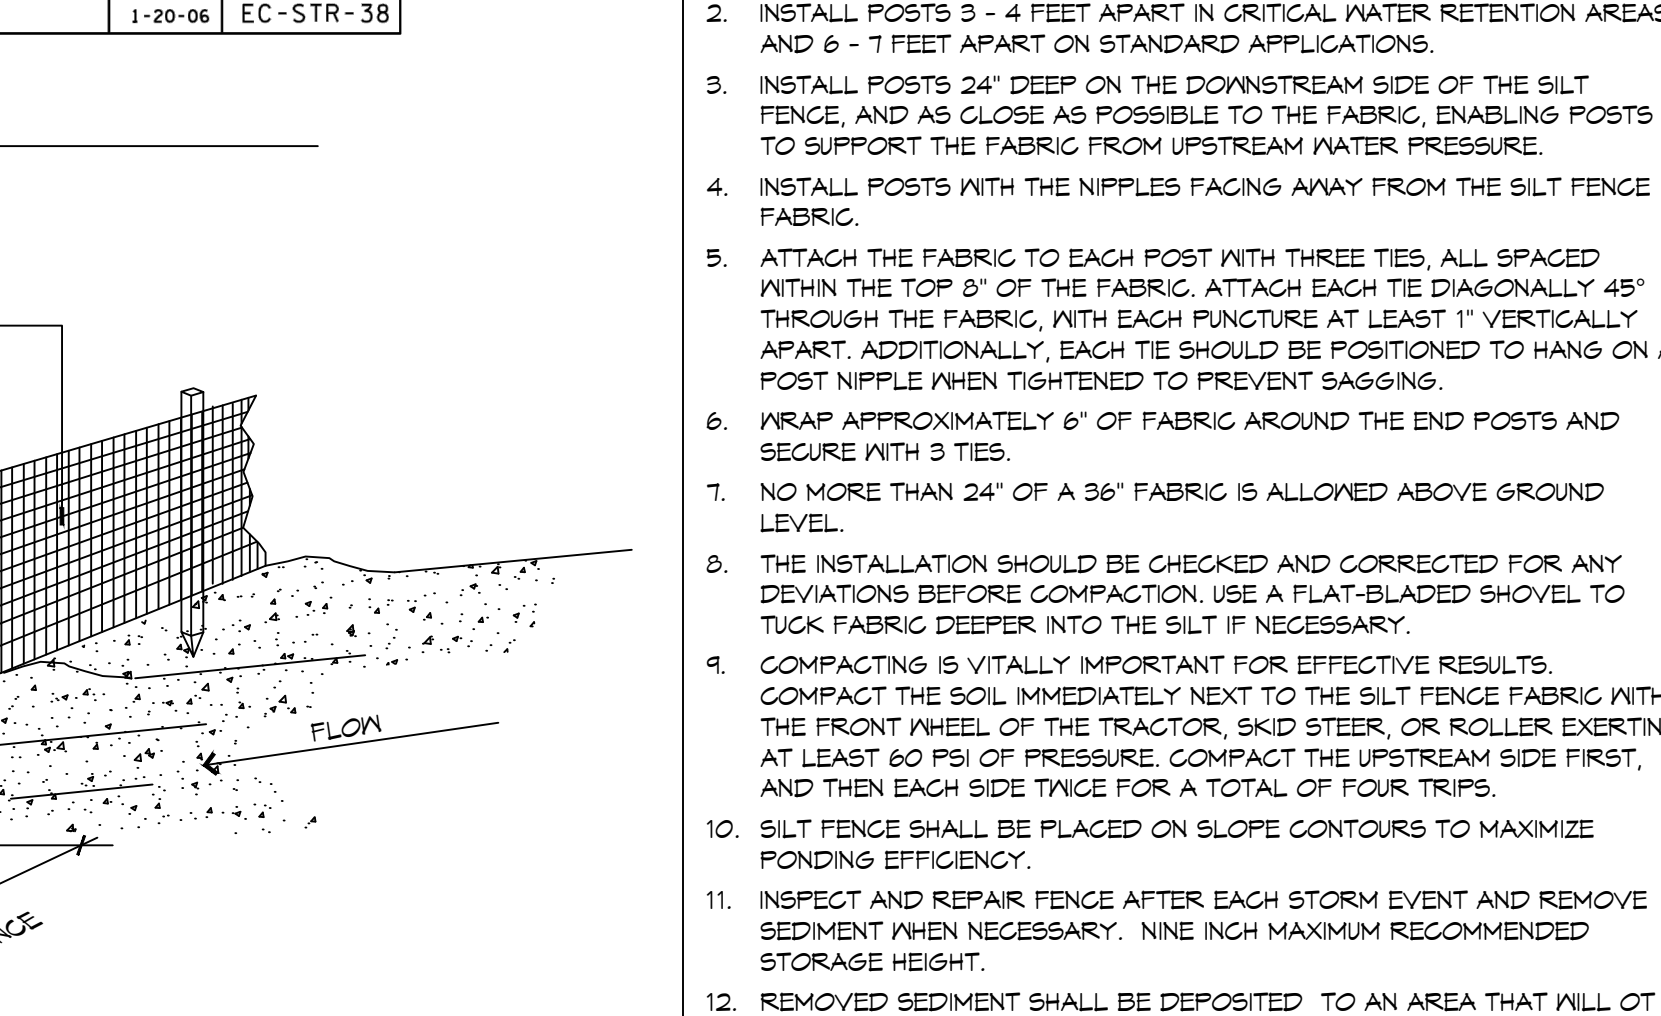 1-20-06 EC-STR-38
FLOW
2. INSTALL POSTS 3 - 4 FEET APART IN CRITICAL WATER RETENTION AREAS
AND 6 - 7 FEET APART ON STANDARD APPLICATIONS.
3. INSTALL POSTS 24" DEEP ON THE DOWNSTREAM SIDE OF THE SILT
FENCE, AND AS CLOSE AS POSSIBLE TO THE FABRIC, ENABLING POSTS
TO SUPPORT THE FABRIC FROM UPSTREAM WATER PRESSURE.
4. INSTALL POSTS WITH THE NIPPLES FACING AWAY FROM THE SILT FENCE
FABRIC.
5. ATTACH THE FABRIC TO EACH POST WITH THREE TIES, ALL SPACED
WITHIN THE TOP 8" OF THE FABRIC. ATTACH EACH TIE DIAGONALLY 45°
THROUGH THE FABRIC, WITH EACH PUNCTURE AT LEAST 1" VERTICALLY
APART. ADDITIONALLY, EACH TIE SHOULD BE POSITIONED TO HANG ON A
POST NIPPLE WHEN TIGHTENED TO PREVENT SAGGING.
6. WRAP APPROXIMATELY 6" OF FABRIC AROUND THE END POSTS AND
SECURE WITH 3 TIES.
7. NO MORE THAN 24" OF A 36" FABRIC IS ALLOWED ABOVE GROUND
LEVEL.
8. THE INSTALLATION SHOULD BE CHECKED AND CORRECTED FOR ANY
DEVIATIONS BEFORE COMPACTION. USE A FLAT-BLADED SHOVEL TO
TUCK FABRIC DEEPER INTO THE SILT IF NECESSARY.
9. COMPACTING IS VITALLY IMPORTANT FOR EFFECTIVE RESULTS.
COMPACT THE SOIL IMMEDIATELY NEXT TO THE SILT FENCE FABRIC WITH
THE FRONT WHEEL OF THE TRACTOR, SKID STEER, OR ROLLER EXERTIN
AT LEAST 60 PSI OF PRESSURE. COMPACT THE UPSTREAM SIDE FIRST,
AND THEN EACH SIDE TWICE FOR A TOTAL OF FOUR TRIPS.
10. SILT FENCE SHALL BE PLACED ON SLOPE CONTOURS TO MAXIMIZE
PONDING EFFICIENCY.
11. INSPECT AND REPAIR FENCE AFTER EACH STORM EVENT AND REMOVE
SEDIMENT WHEN NECESSARY. NINE INCH MAXIMUM RECOMMENDED
STORAGE HEIGHT.
12. REMOVED SEDIMENT SHALL BE DEPOSITED TO AN AREA THAT WILL OT